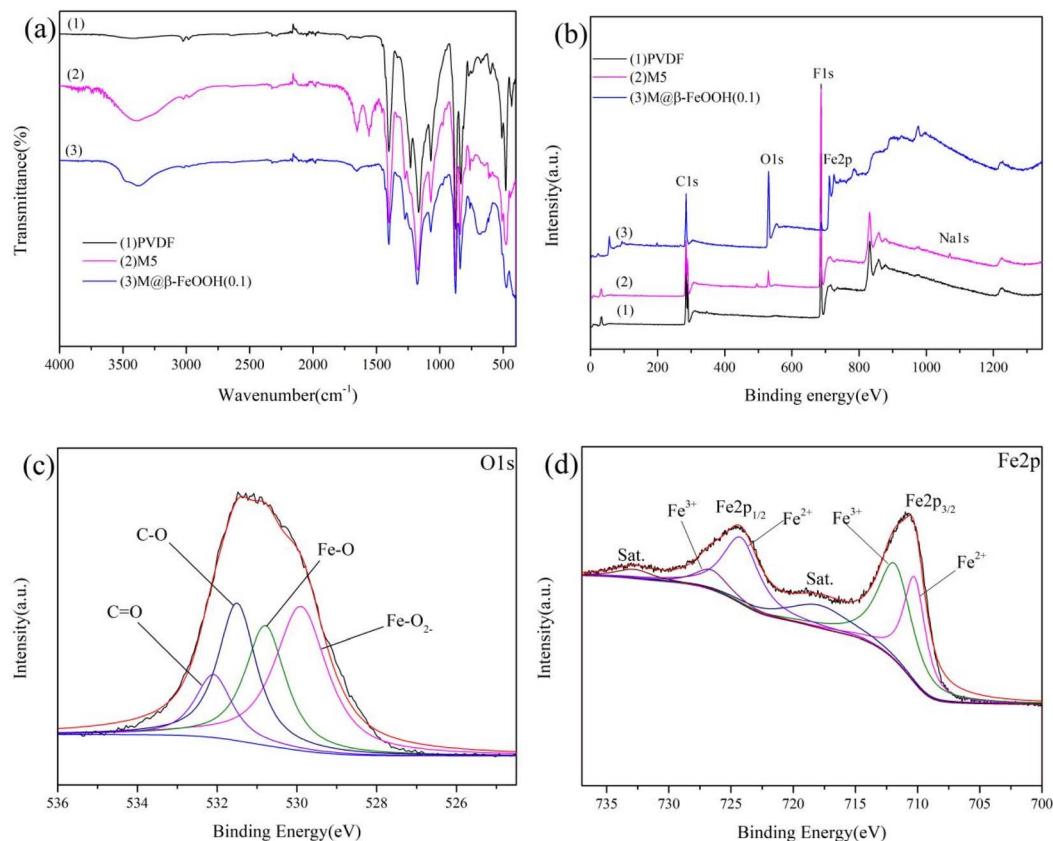 (a)
(1)
(2)
(3)
(1)PVDF
(2)M5
(3)M@β-FeOOH(0.1)
Transmittance(%)
4000 3500 3000 2500 2000 1500 1000 500
Wavenumber(cm⁻¹)
(b)
(1)PVDF
(2)M5
(3)M@β-FeOOH(0.1)
F1s
O1s
Fe2p
C1s
Na1s
(3)
(2)
(1)
Intensity(a.u.)
0 200 400 600 800 1000 1200
Binding energy(eV)
(c)
O1s
C-O
Fe-O
C=O
Fe-O₂₋
Intensity(a.u.)
536 534 532 530 528 526
Binding Energy(eV)
(d)
Fe2p
Fe³⁺
Fe2p₁/₂
Fe²⁺
Fe³⁺
Fe2p₃/₂
Fe²⁺
Sat.
Sat.
Intensity(a.u.)
735 730 725 720 715 710 705 700
Binding Energy(eV)